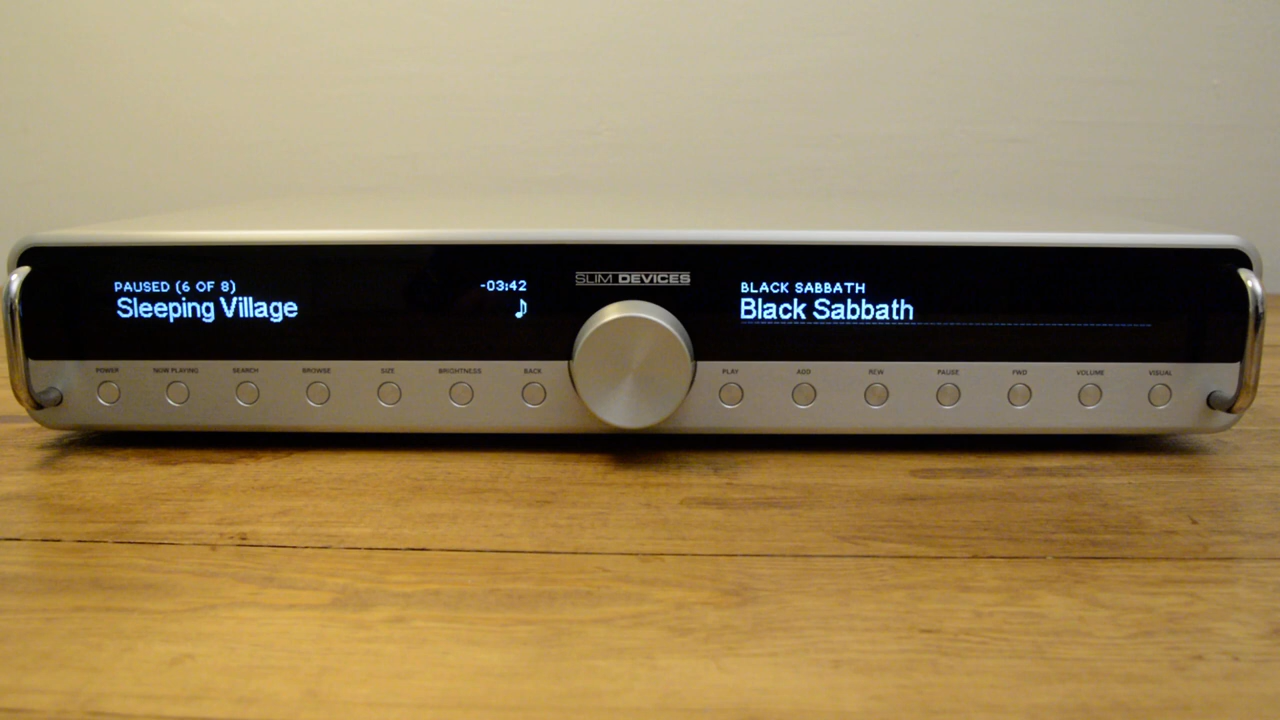 PAUSED (6 OF 8)
Sleeping Village
-03:42
SLIM DEVICES
BLACK SABBATH
Black Sabbath
POWER
NOW PLAYING
SEARCH
BROWSE
SIZE
BRIGHTNESS
BACK
PLAY
ADD
REW
PAUSE
FWD
VOLUME
VISUAL